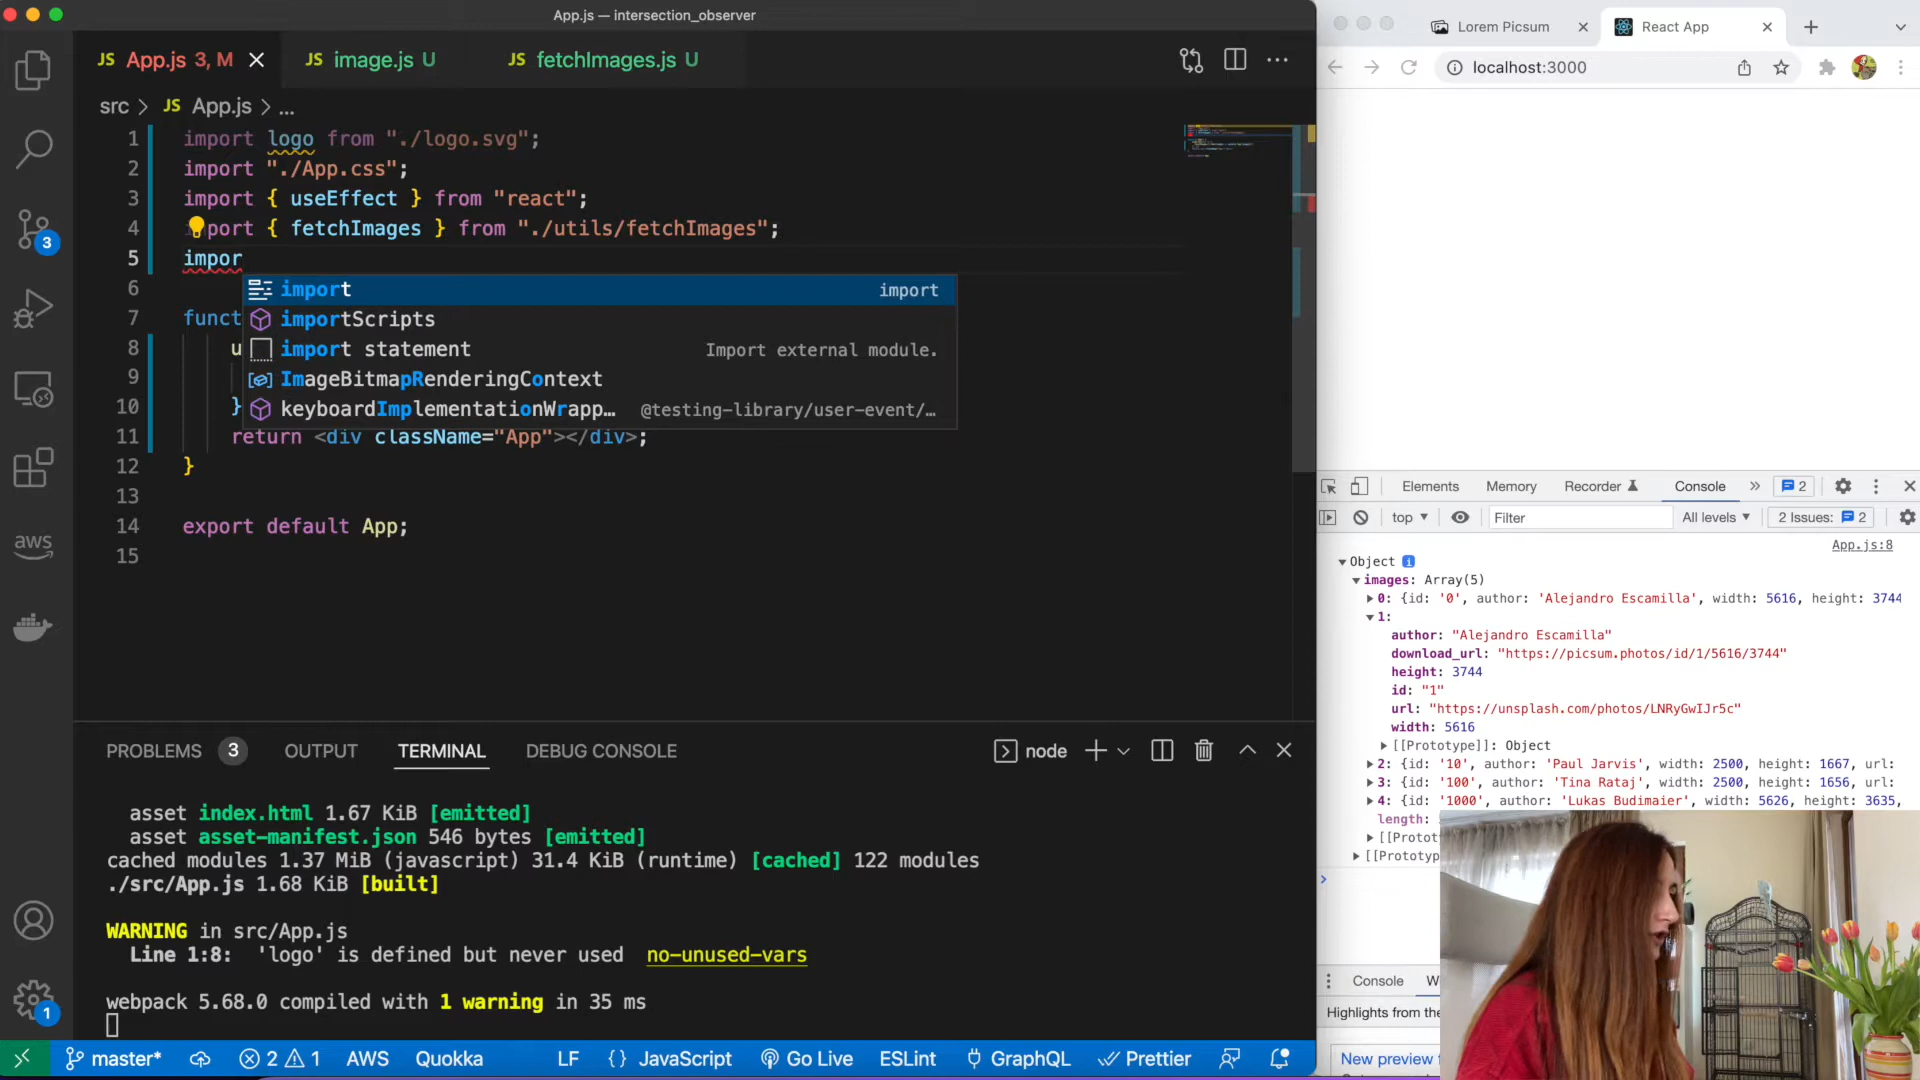 App.js — intersection_observer
JS App.js 3, M
JS image.js U
JS fetchImages.js U
src > JS App.js > ...
1 import logo from "./logo.svg";
2 import "./App.css";
3 import { useEffect } from "react";
4 port { fetchImages } from "./utils/fetchImages";
5 impor
import import
6
importScripts
7 funct
import statement Import external module.
8 u
ImageBitmapRenderingContext
9
keyboardImplementationWrapp... @testing-library/user-event/...
10 }
11 return <div className="App"></div>;
12 }
13
14 export default App;
15
3
aws
1
PROBLEMS 3 OUTPUT TERMINAL DEBUG CONSOLE
node
asset index.html 1.67 KiB [emitted]
asset asset-manifest.json 546 bytes [emitted]
cached modules 1.37 MiB (javascript) 31.4 KiB (runtime) [cached] 122 modules
./src/App.js 1.68 KiB [built]
WARNING in src/App.js
Line 1:8: 'logo' is defined but never used no-unused-vars
webpack 5.68.0 compiled with 1 warning in 35 ms
master* 2 1 AWS Quokka LF {} JavaScript Go Live ESLint GraphQL Prettier
Lorem Picsum
React App
localhost:3000
Elements Memory Recorder Console » 2
top Filter All levels 2 Issues: 2
App.js:8
Object i
images: Array(5)
0: {id: '0', author: 'Alejandro Escamilla', width: 5616, height: 3744
1:
author: "Alejandro Escamilla"
download_url: "https://picsum.photos/id/1/5616/3744"
height: 3744
id: "1"
url: "https://unsplash.com/photos/LNRyGwIJr5c"
width: 5616
[[Prototype]]: Object
2: {id: '10', author: 'Paul Jarvis', width: 2500, height: 1667, url:
3: {id: '100', author: 'Tina Rataj', width: 2500, height: 1656, url:
4: {id: '1000', author: 'Lukas Budimaier', width: 5626, height: 3635,
length:
[[Protot
[[Prototyp
Console W
Highlights from the
New preview f